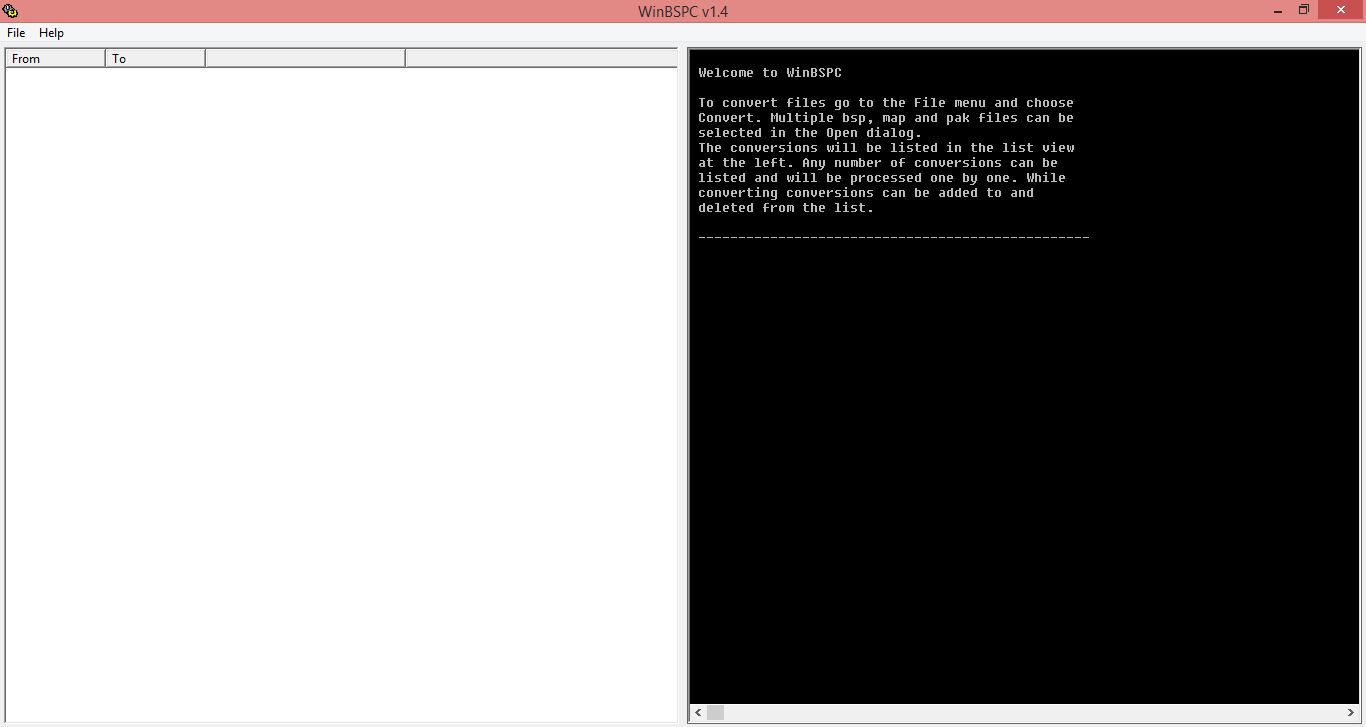 WinBSPC v1.4
File Help
From To
Welcome to WinBSPC
To convert files go to the File menu and choose
Convert. Multiple bsp, map and pak files can be
selected in the Open dialog.
The conversions will be listed in the list view
at the left. Any number of conversions can be
listed and will be processed one by one. While
converting conversions can be added to and
deleted from the list.
-------------------------------------------------